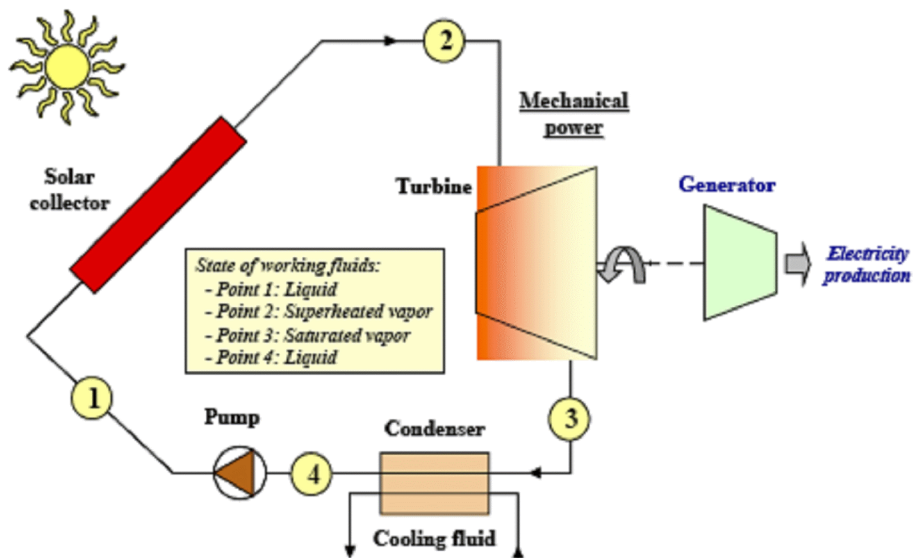 2
Mechanical
power
Solar
collector
Turbine
Generator
Electricity
production
State of working fluids:
- Point 1: Liquid
- Point 2: Superheated vapor
- Point 3: Saturated vapor
- Point 4: Liquid
1
Pump
Condenser
3
4
Cooling fluid